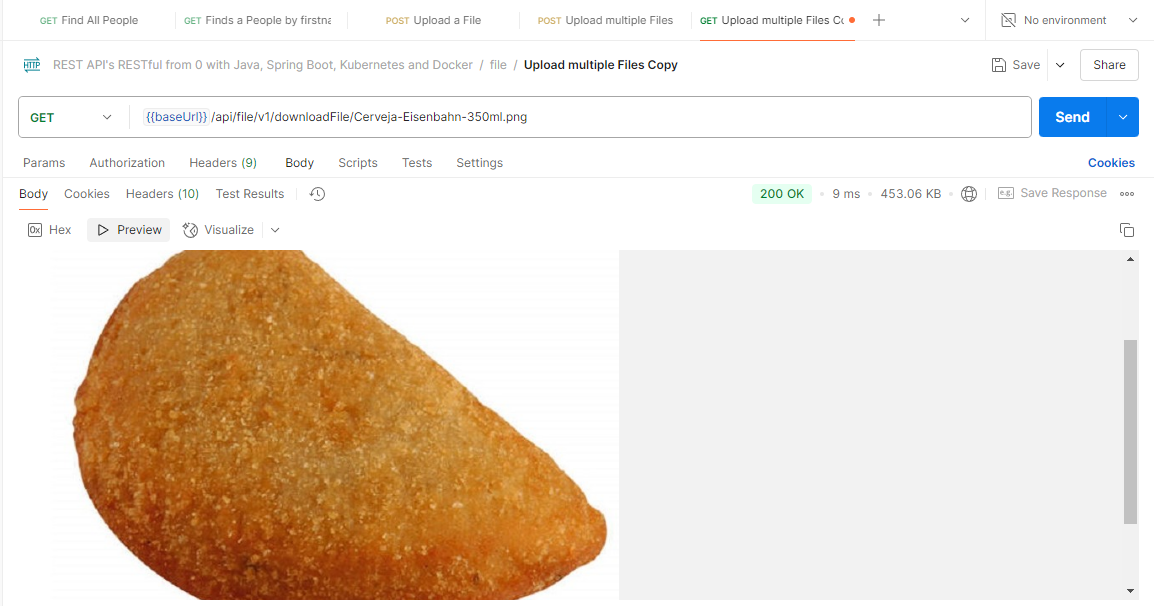 GET Find All People GET Finds a People by firstna POST Upload a File POST Upload multiple Files GET Upload multiple Files Co No environment
HTTP REST API's RESTful from 0 with Java, Spring Boot, Kubernetes and Docker / file / Upload multiple Files Copy Save Share
GET {{baseUrl}} /api/file/v1/downloadFile/Cerveja-Eisenbahn-350ml.png Send
Params Authorization Headers (9) Body Scripts Tests Settings Cookies
Body Cookies Headers (10) Test Results 200 OK • 9 ms • 453.06 KB • e.g. Save Response
0x Hex Preview Visualize